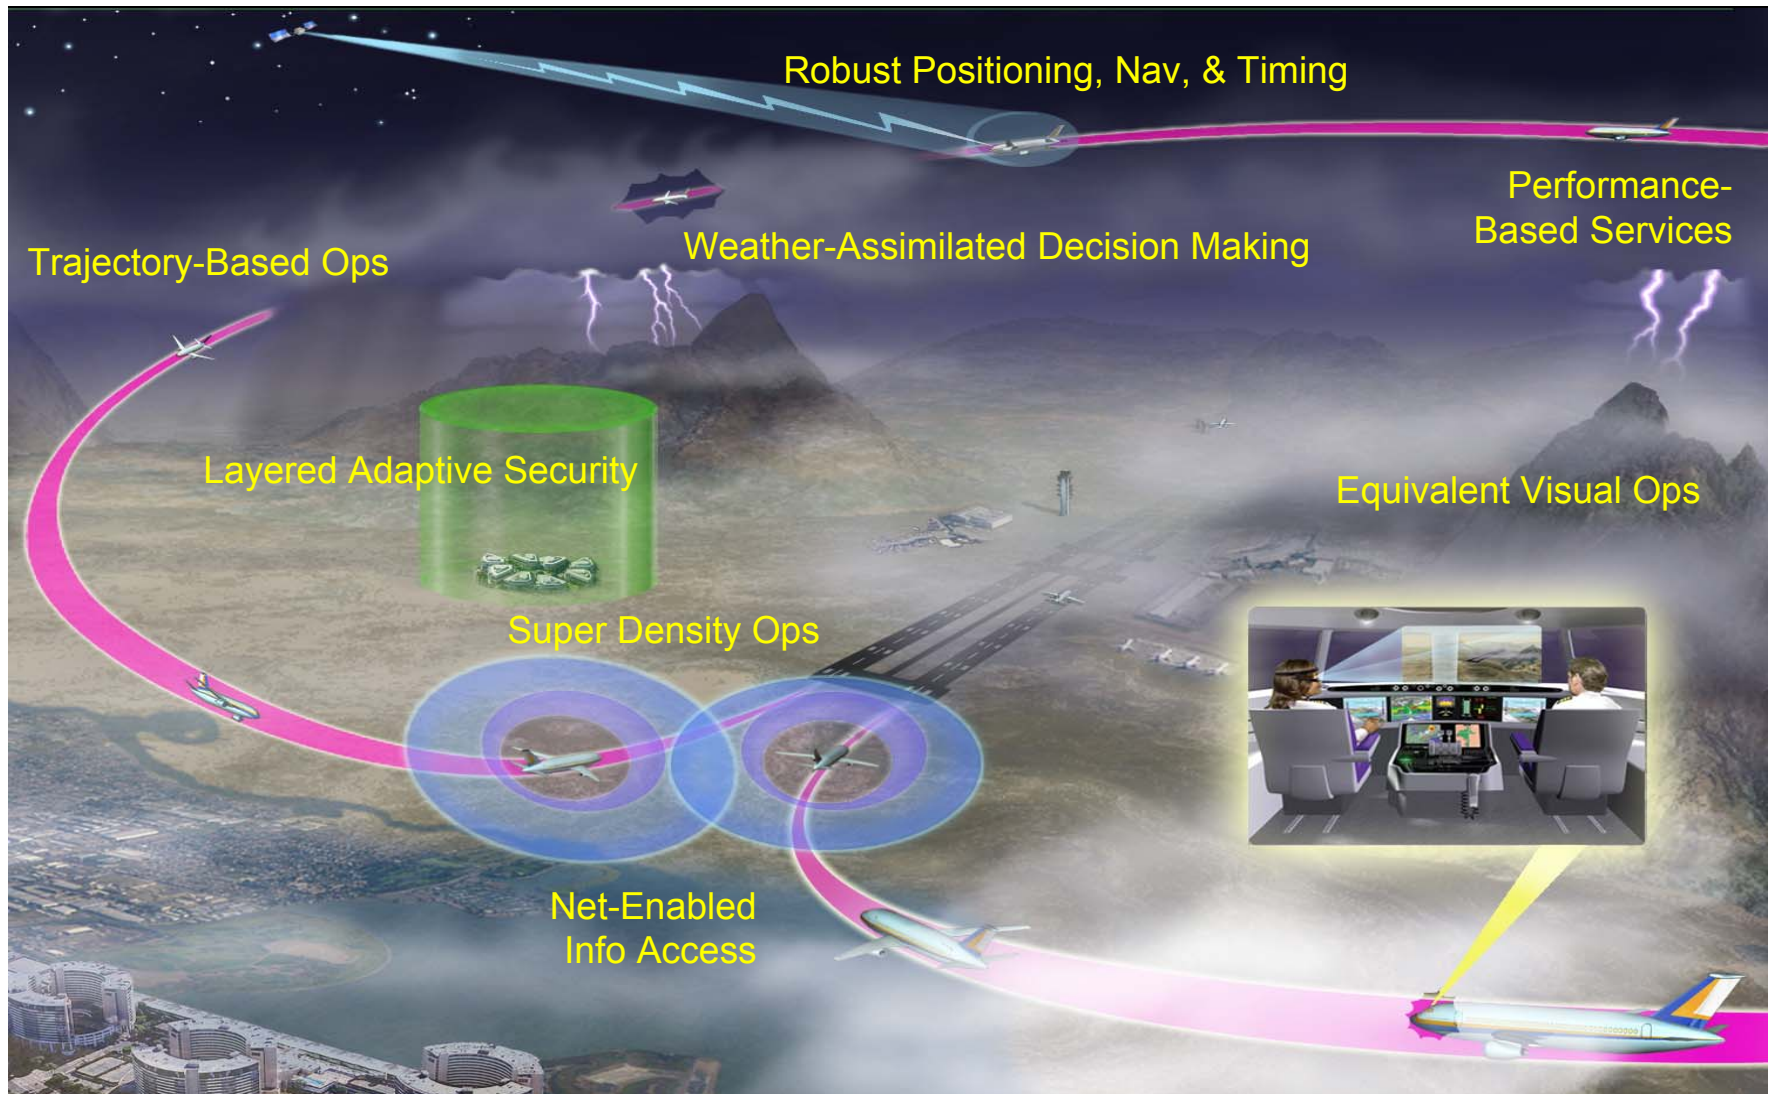 Robust Positioning, Nav, & Timing
Performance-
Based Services
Weather-Assimilated Decision Making
Trajectory-Based Ops
Layered Adaptive Security
Equivalent Visual Ops
Super Density Ops
Net-Enabled
Info Access